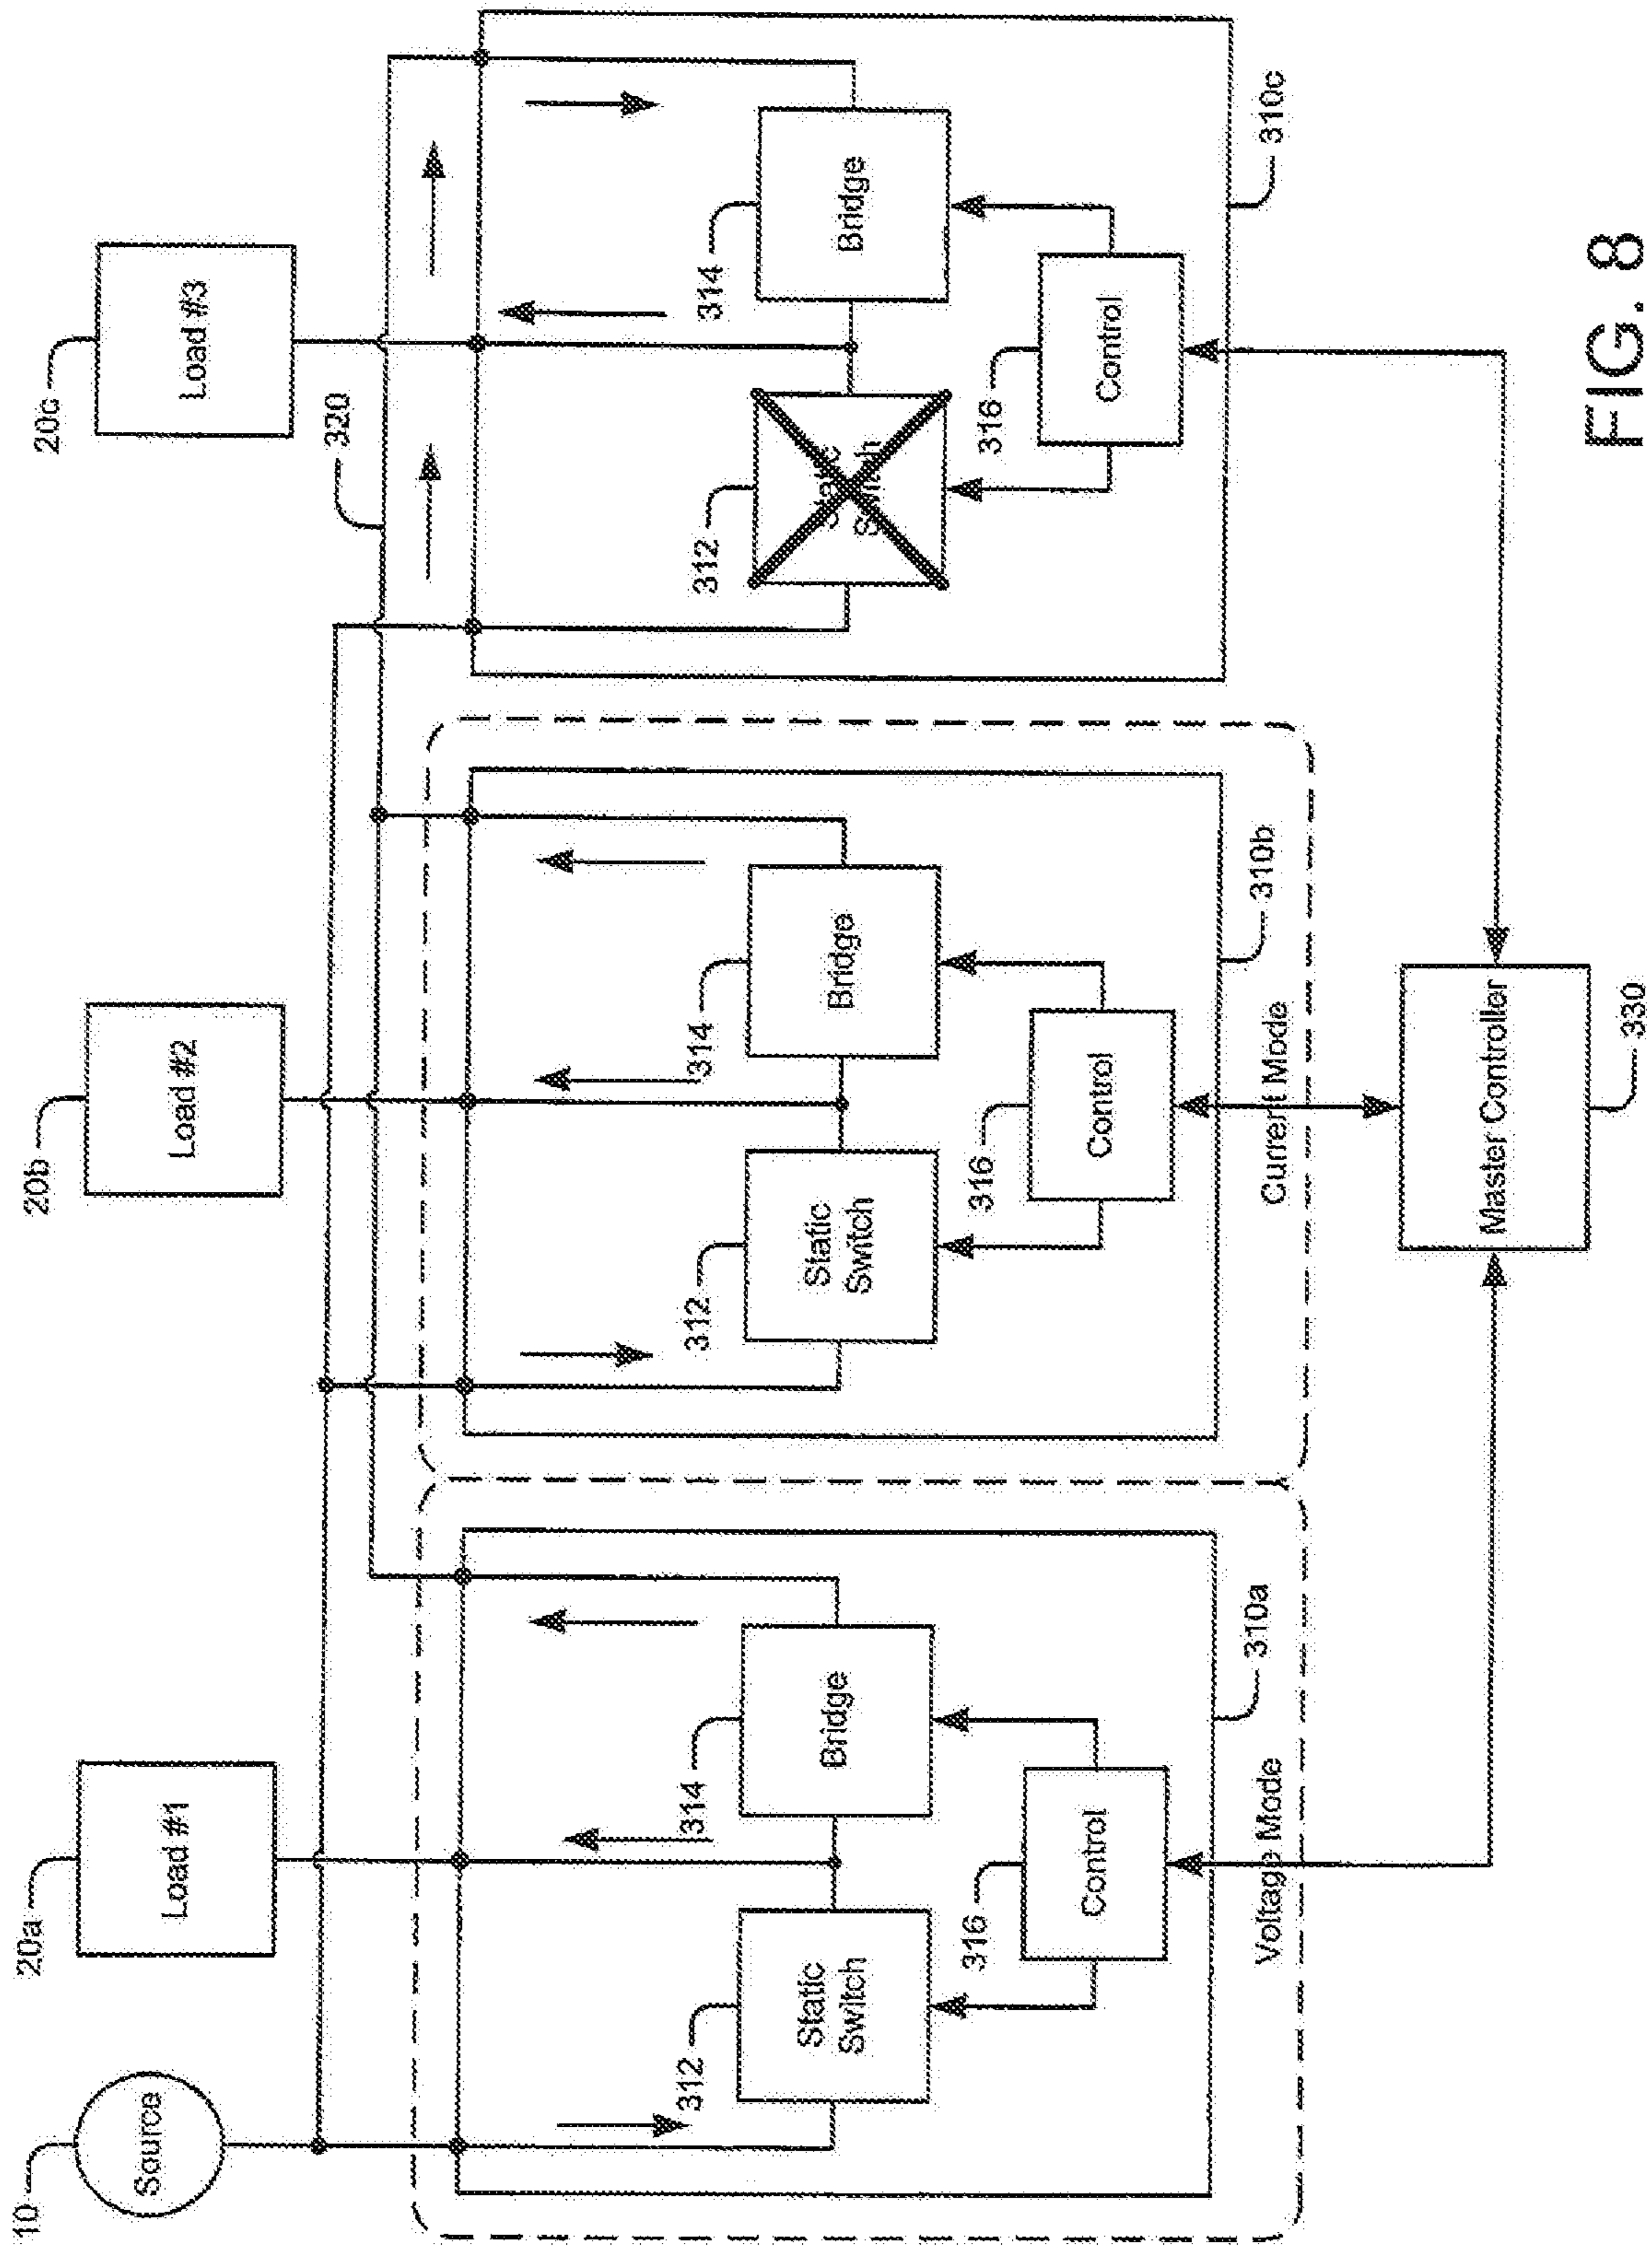 10
Source
20a
Load #1
20b
Load #2
20c
Load #3
320
312
Static
Switch
314
Bridge
316
Control
310a
Voltage Mode
312
Static
Switch
314
Bridge
316
Control
310b
Current Mode
312
Static
Switch
314
Bridge
316
Control
310c
Master Controller
330
FIG. 8